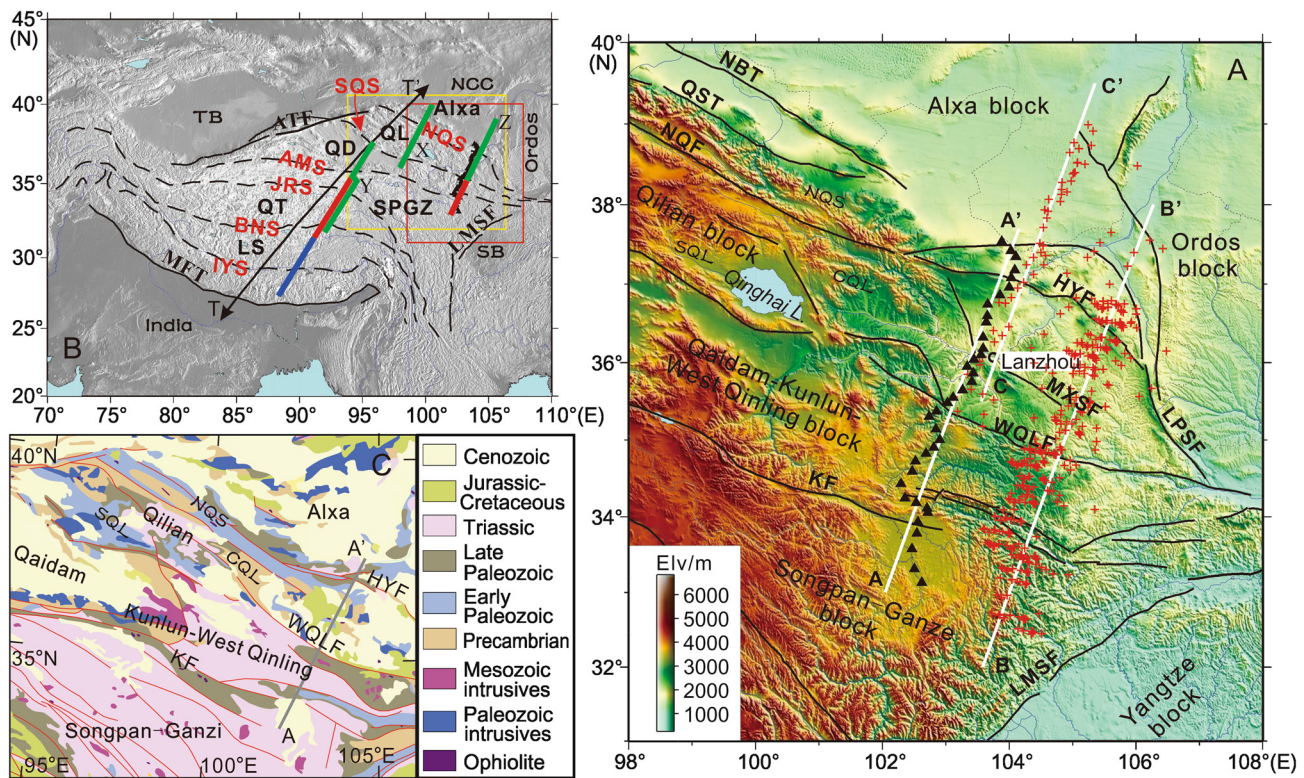 45°
(N)
40°
35°
30°
25°
20°
70°
75°
80°
85°
90°
95°
100°
105°
110°
(E)
T'
NCC
SQS
TB
ATF
Alxa
QL
NQS
Z
Ordos
QD
X
AMS
JRS
Y
QT
SPGZ
BNS
LMSF
LS
SB
IYS
MFT
T
India
B
40°N
35°N
95°E
100°E
105°E
C
NQS
Alxa
SQL
Qilian
CQL
A'
HYF
Qaidam
Kunlun-West Qinling
WQLF
KF
A
Songpan-Ganzi
Cenozoic
Jurassic-
Cretaceous
Triassic
Late
Paleozoic
Early
Paleozoic
Precambrian
Mesozoic
intrusives
Paleozoic
intrusives
Ophiolite
40°
(N)
38°
36°
34°
32°
98°
100°
102°
104°
106°
108°
(E)
A
NBT
C'
Alxa block
QST
NQF
NQS
B'
Qilian block
A'
Ordos
block
SQL
CQL
Qinghai L
HYF
Lanzhou
C
Qaidam-Kunlun-
West Qinling block
MXSF
WQLF
LPSF
KF
A
Songpan-Ganze
block
B
LMSF
Yangtze
block
Elv/m
6000
5000
4000
3000
2000
1000